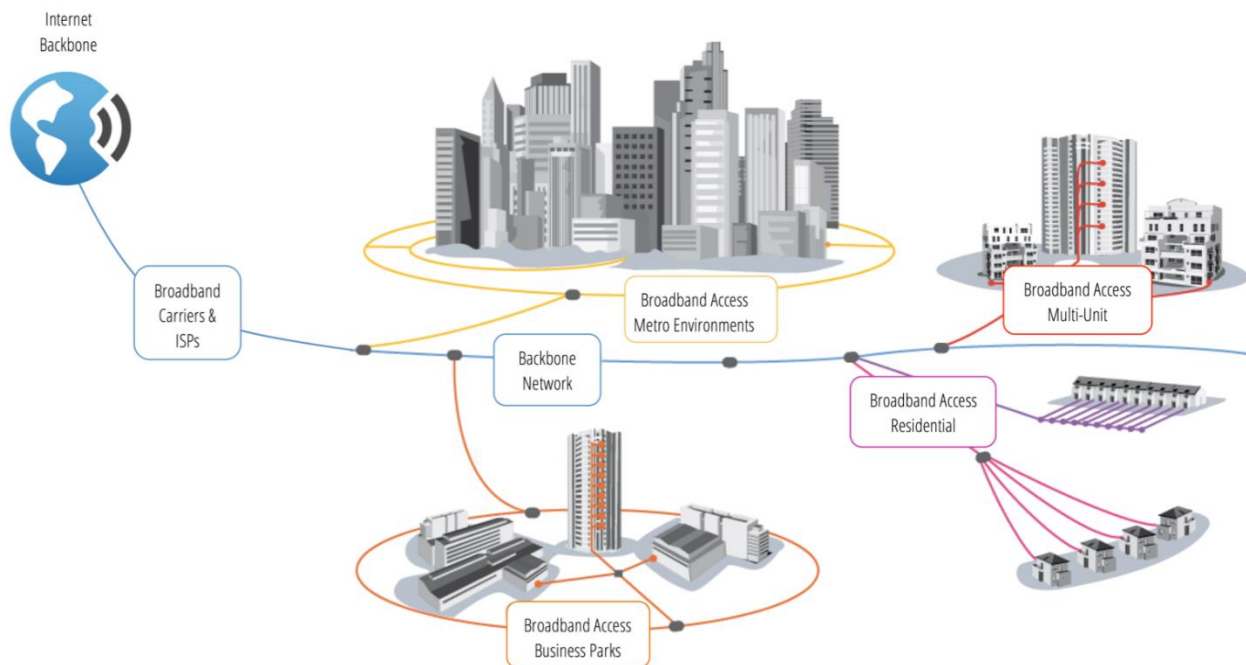 Internet
Backbone
Broadband
Carriers &
ISPs
Broadband Access
Metro Environments
Backbone
Network
Broadband Access
Multi-Unit
Broadband Access
Residential
Broadband Access
Business Parks